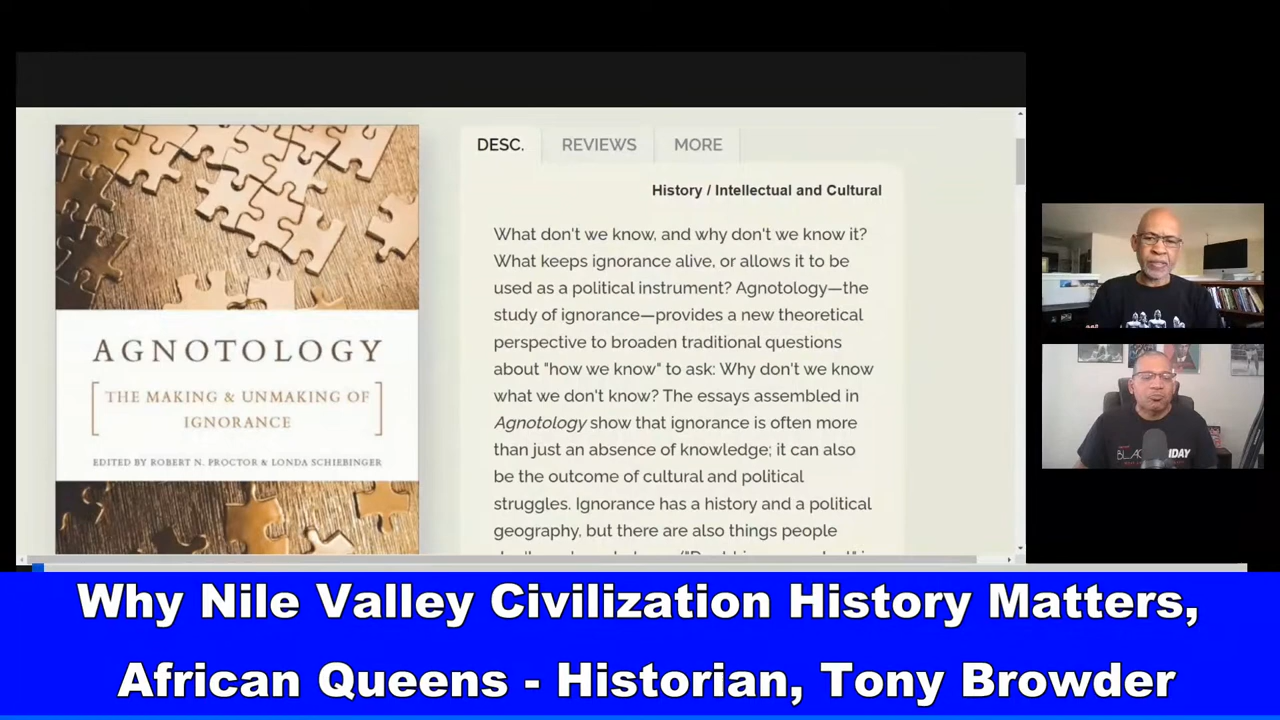 DESC.
REVIEWS
MORE
History / Intellectual and Cultural
What don't we know, and why don't we know it?
What keeps ignorance alive, or allows it to be
used as a political instrument? Agnotology—the
study of ignorance—provides a new theoretical
perspective to broaden traditional questions
about "how we know" to ask: Why don't we know
what we don't know? The essays assembled in
Agnotology show that ignorance is often more
than just an absence of knowledge; it can also
be the outcome of cultural and political
struggles. Ignorance has a history and a political
geography, but there are also things people
AGNOTOLOGY
THE MAKING & UNMAKING OF
IGNORANCE
EDITED BY ROBERT N. PROCTOR & LONDA SCHIEBINGER
Why Nile Valley Civilization History Matters,
African Queens - Historian, Tony Browder